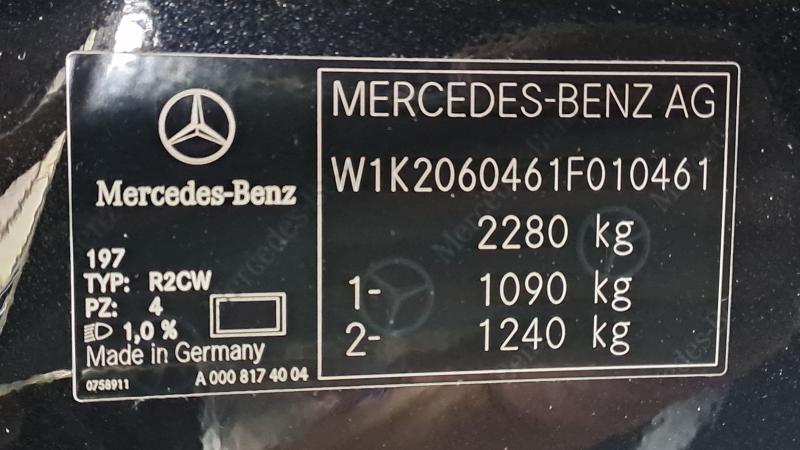 Mercedes-Benz
197
TYP: R2CW
PZ: 4
1,0 %
Made in Germany
0758911 A 000 817 40 04
MERCEDES-BENZ AG
W1K2060461F010461
2280 kg
1- 1090 kg
2- 1240 kg